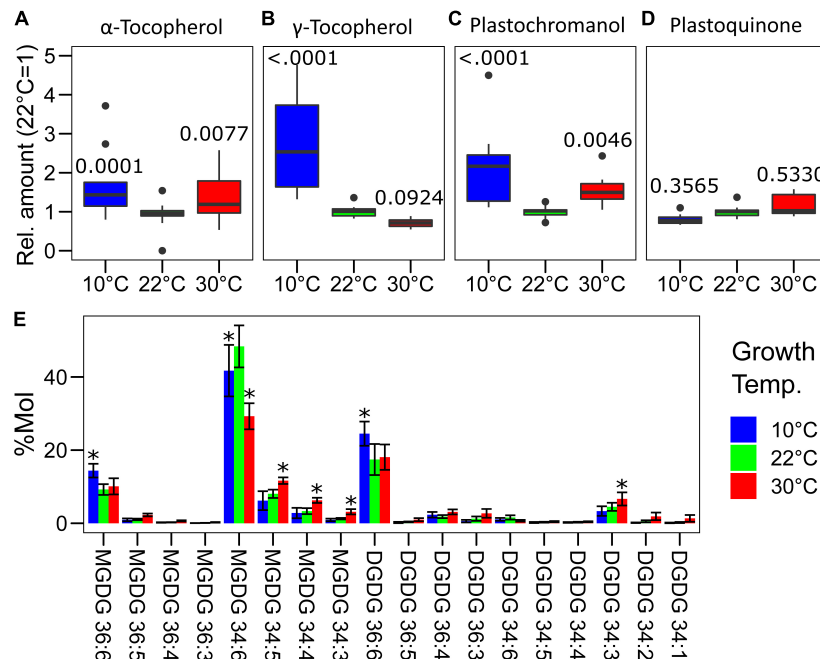 A α-Tocopherol
B γ-Tocopherol
C Plastochromanol
D Plastoquinone
Rel. amount (22°C=1)
5
4
3
2
1
0
0.0001
0.0077
<.0001
0.0924
<.0001
0.0046
0.3565
0.5330
10°C 22°C 30°C
10°C 22°C 30°C
10°C 22°C 30°C
10°C 22°C 30°C
E
%Mol
40
20
0
*
*
*
*
*
*
*
*
MGDG 36:6
MGDG 36:5
MGDG 36:4
MGDG 36:3
MGDG 34:6
MGDG 34:5
MGDG 34:4
MGDG 34:3
DGDG 36:6
DGDG 36:5
DGDG 36:4
DGDG 36:3
DGDG 34:6
DGDG 34:5
DGDG 34:4
DGDG 34:3
DGDG 34:2
DGDG 34:1
Growth
Temp.
10°C
22°C
30°C